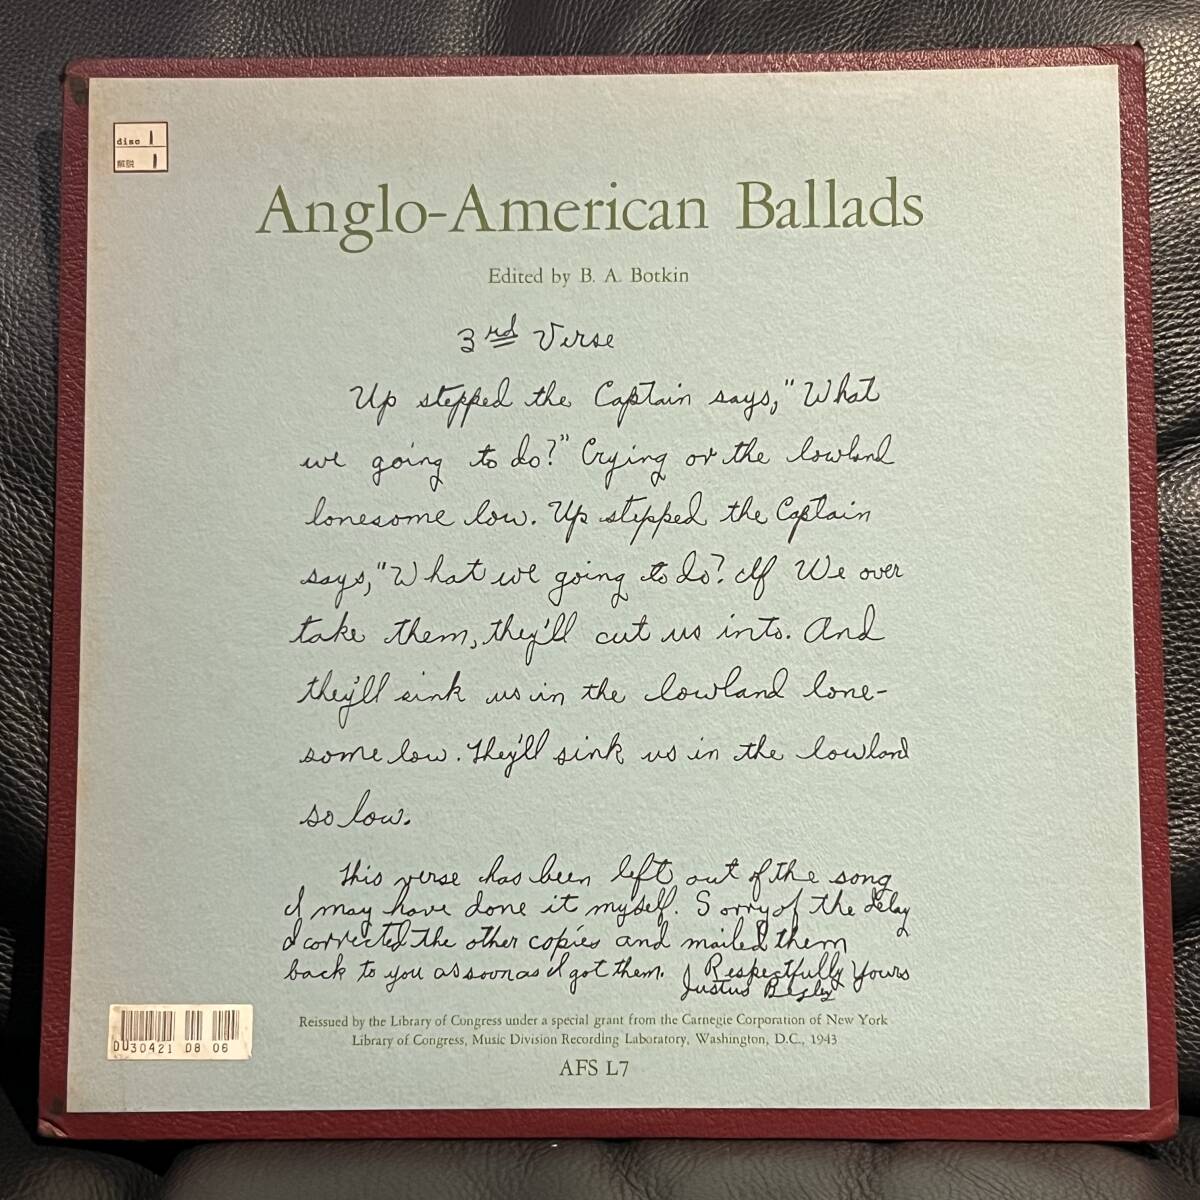 disc 1
解説 1
Anglo-American Ballads
Edited by B. A. Botkin
3rd Verse
Up stepped the Captain says, "What
we going to do?" Crying or the lowland
lonesome low. Up stepped the Captain
says, "What we going to do? If We over
take them, they'll cut us into. And
they'll sink us in the lowland lone-
some low. They'll sink us in the lowland
so low.
This verse has been left out of the song
I may have done it myself. Sorry of the delay
I corrected the other copies and mailed them
back to you as soon as I got them. Respectfully Yours
Justus Begley
Reissued by the Library of Congress under a special grant from the Carnegie Corporation of New York
Library of Congress, Music Division Recording Laboratory, Washington, D.C., 1943
AFS L7
DU30421 08 06